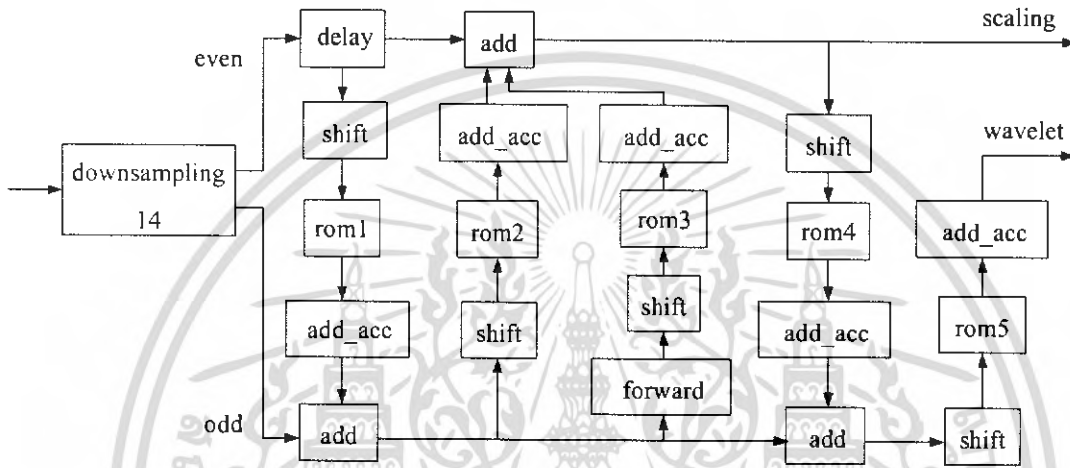 scaling
even
delay
add
wavelet
shift
add_acc
add_acc
shift
downsampling
14
rom1
rom2
rom3
rom4
add_acc
add_acc
shift
shift
add_acc
rom5
forward
odd
add
add
shift